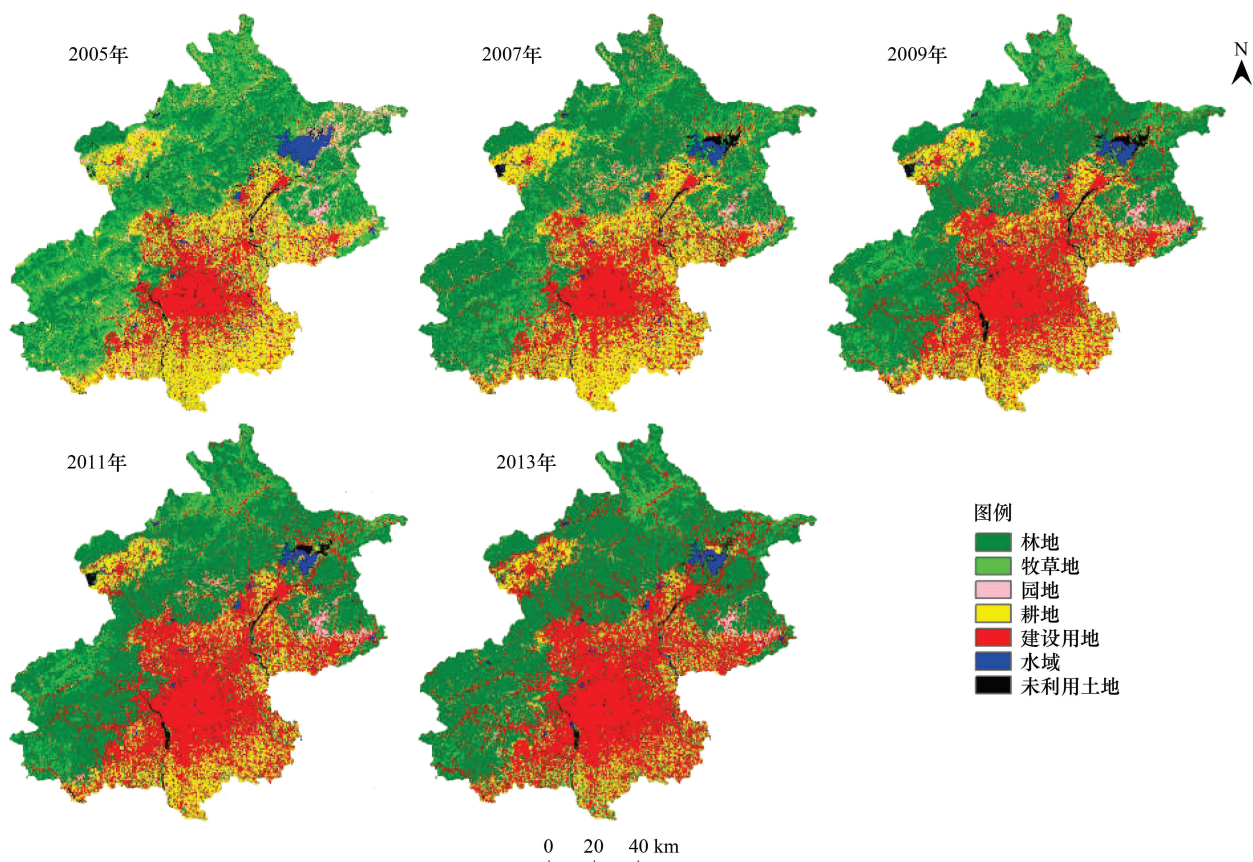 2005年
2007年
2009年
N
2011年
2013年
图例
林地
牧草地
园地
耕地
建设用地
水域
未利用土地
0 20 40 km